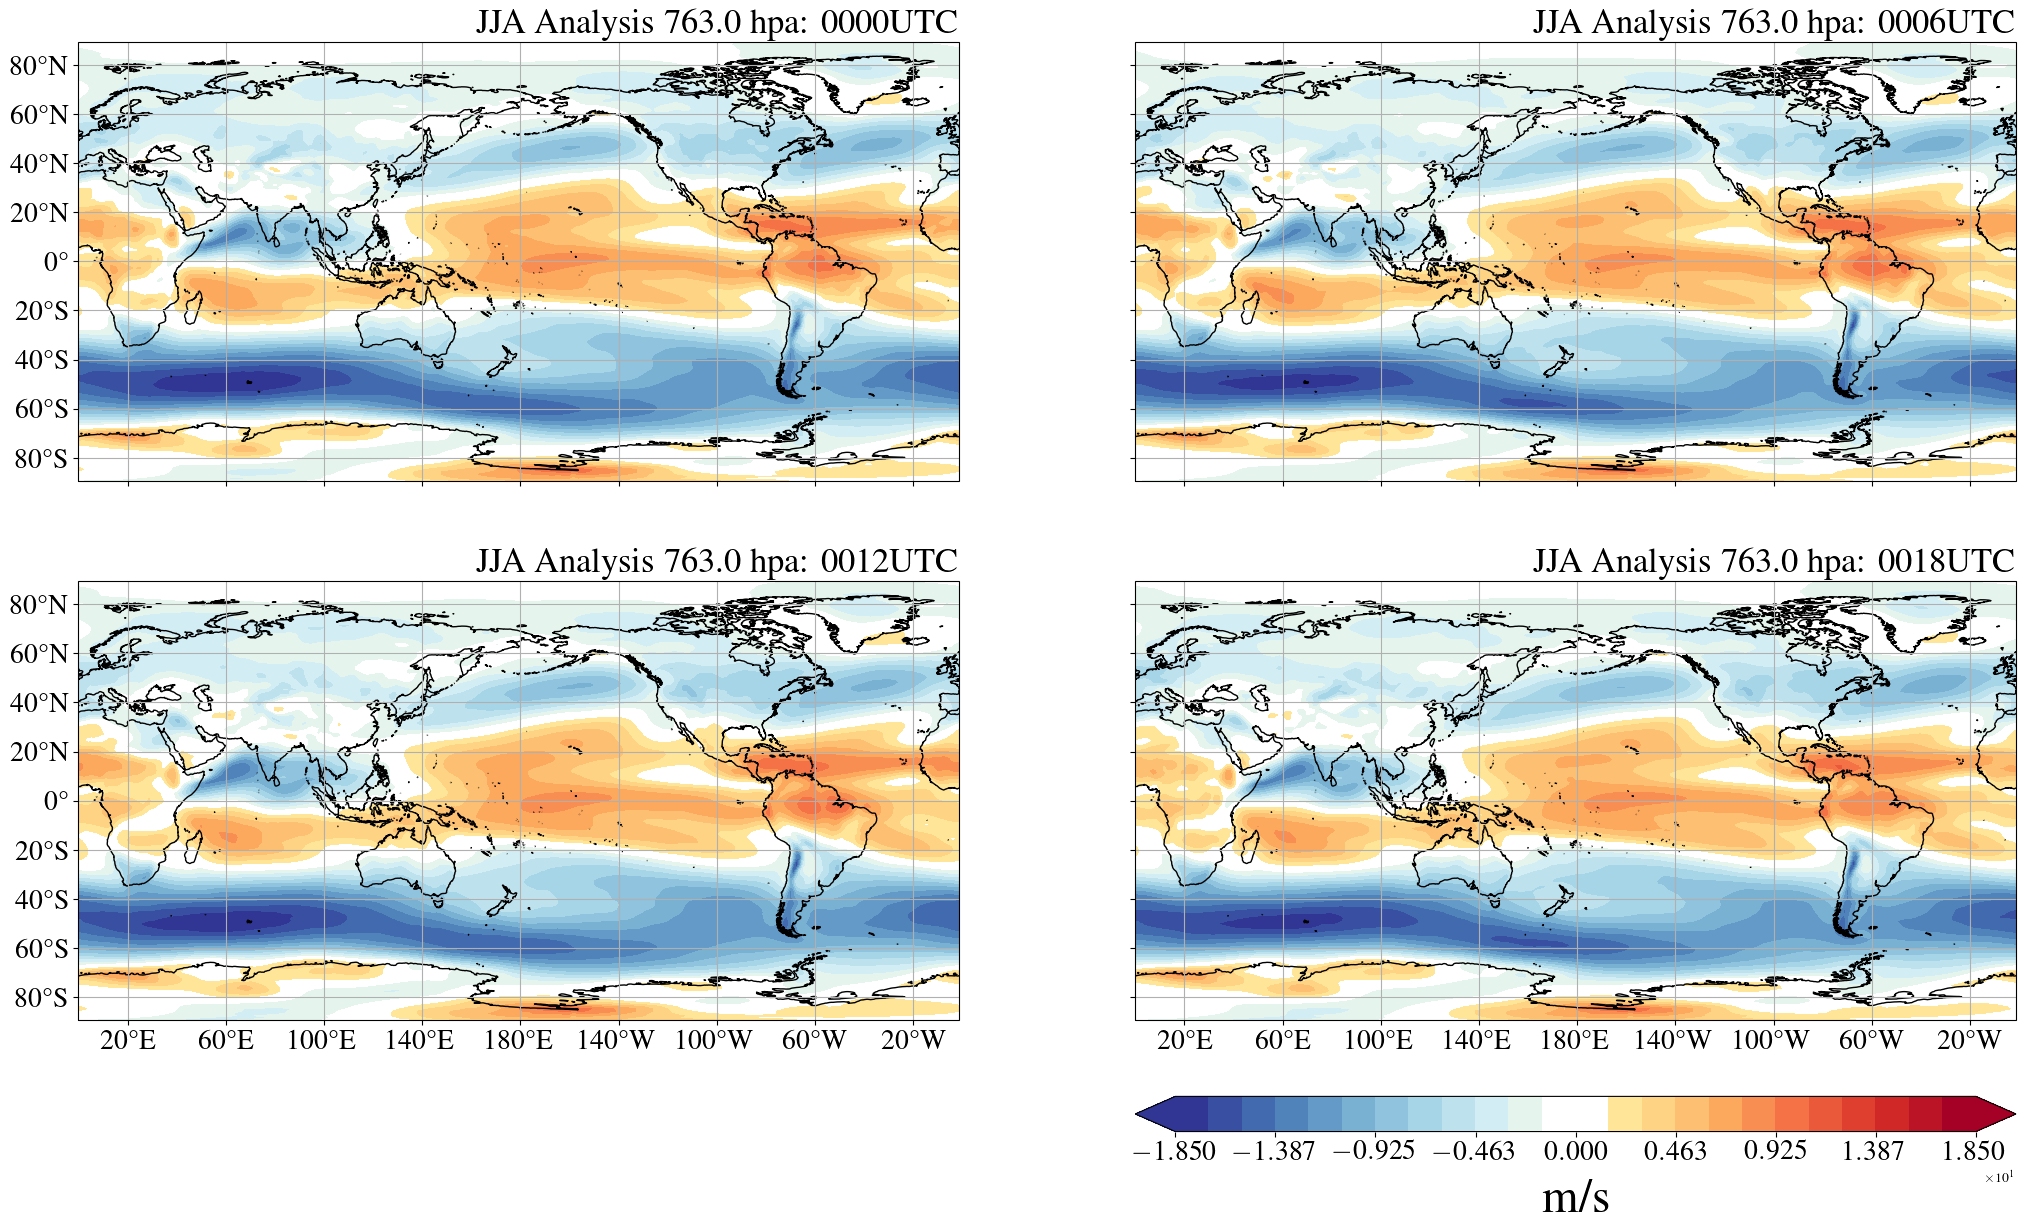 JJA Analysis 763.0 hpa: 0000UTC
JJA Analysis 763.0 hpa: 0006UTC
80°N
60°N
40°N
20°N
0°
20°S
40°S
60°S
80°S
JJA Analysis 763.0 hpa: 0012UTC
JJA Analysis 763.0 hpa: 0018UTC
80°N
60°N
40°N
20°N
0°
20°S
40°S
60°S
80°S
20°E 60°E 100°E 140°E 180°E 140°W 100°W 60°W 20°W
20°E 60°E 100°E 140°E 180°E 140°W 100°W 60°W 20°W
−1.850 −1.387 −0.925 −0.463 0.000 0.463 0.925 1.387 1.850
×10¹
m/s